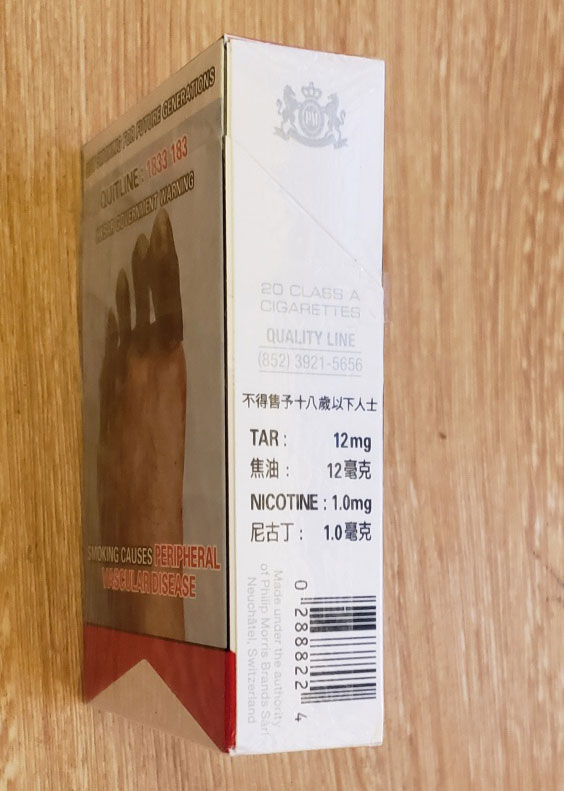 FOR FUTURE GENERATIONS
QUITLINE : 1833 183
HKSAR GOVERNMENT WARNING
SMOKING CAUSES PERIPHERAL
VASCULAR DISEASE
PM
20 CLASS A
CIGARETTES
QUALITY LINE
(852) 3921-5656
不得售予十八歲以下人士
TAR : 12mg
焦油 : 12毫克
NICOTINE : 1.0mg
尼古丁 : 1.0毫克
Made under the authority
of Philip Morris Brands Sàrl,
Neuchâtel, Switzerland
0 288822 4